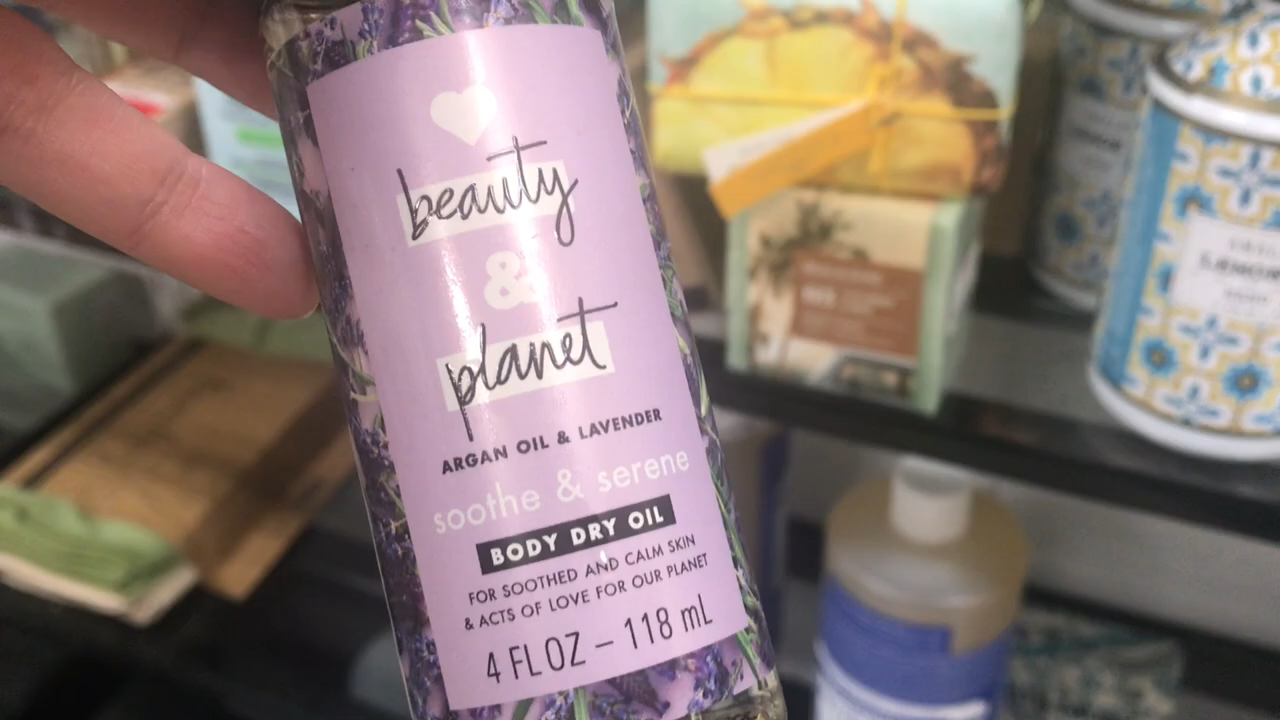 beauty
&
planet
ARGAN OIL & LAVENDER
soothe & serene
BODY DRY OIL
FOR SOOTHED AND CALM SKIN
& ACTS OF LOVE FOR OUR PLANET
4 FL OZ – 118 mL